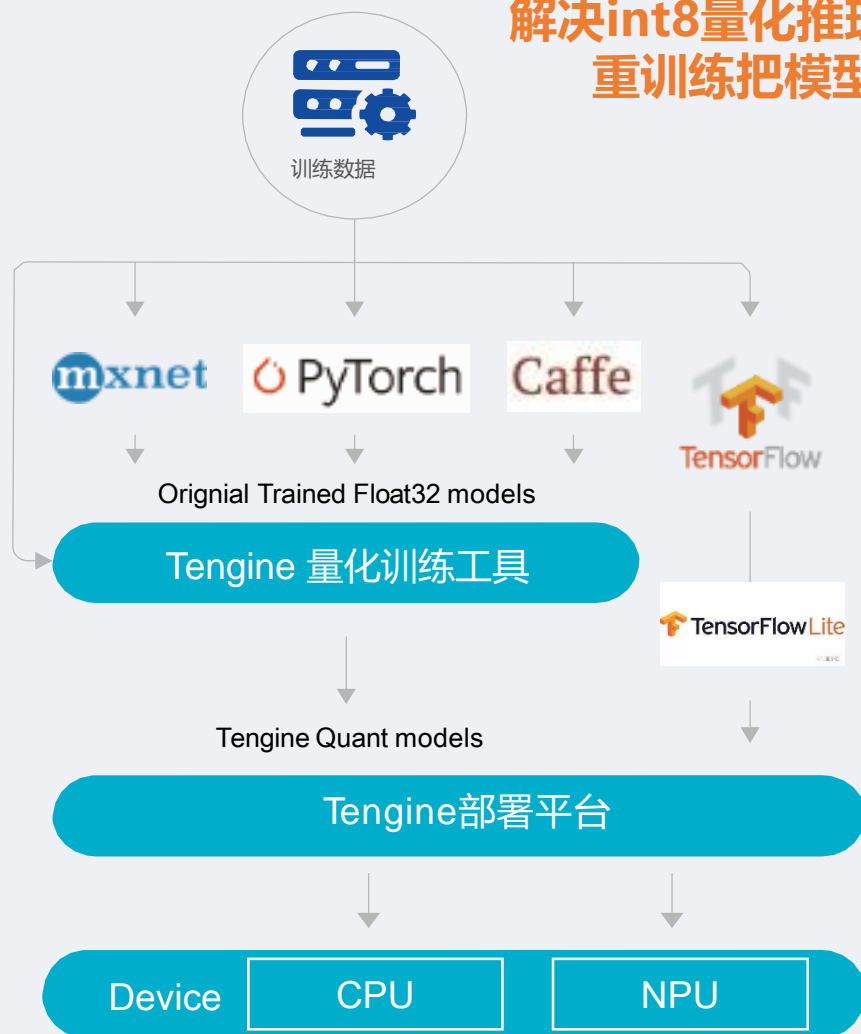 解决int8量化推
重训练把模型
训练数据
mxnet
PyTorch
Caffe
TensorFlow
Orignial Trained Float32 models
Tengine 量化训练工具
TensorFlow Lite
Tengine Quant models
Tengine部署平台
Device
CPU
NPU